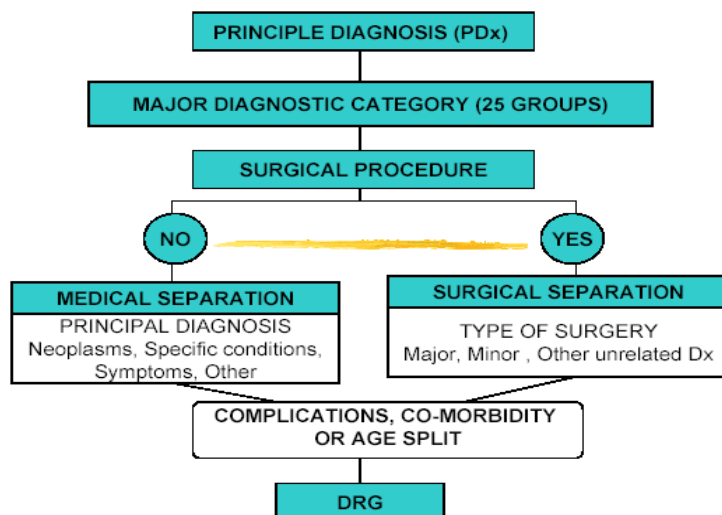 PRINCIPLE DIAGNOSIS (PDx)
MAJOR DIAGNOSTIC CATEGORY (25 GROUPS)
SURGICAL PROCEDURE
NO
YES
MEDICAL SEPARATION
PRINCIPAL DIAGNOSIS
Neoplasms, Specific conditions,
Symptoms, Other
SURGICAL SEPARATION
TYPE OF SURGERY
Major, Minor , Other unrelated Dx
COMPLICATIONS, CO-MORBIDITY
OR AGE SPLIT
DRG